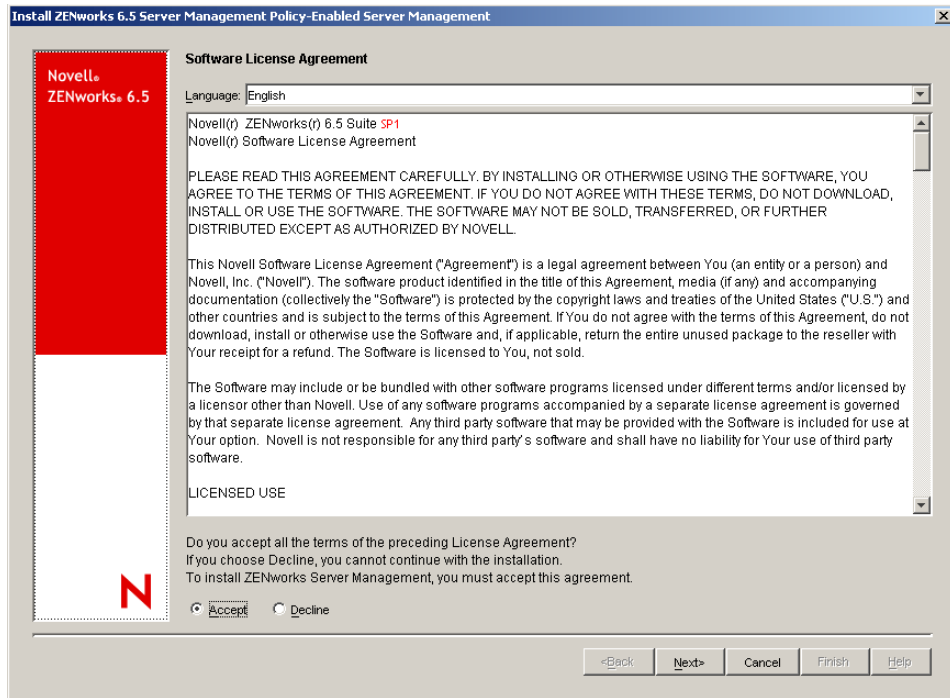 Install ZENworks 6.5 Server Management Policy-Enabled Server Management
Novell®
ZENworks® 6.5
Software License Agreement
Language: English
Novell(r) ZENworks(r) 6.5 Suite SP1
Novell(r) Software License Agreement
PLEASE READ THIS AGREEMENT CAREFULLY. BY INSTALLING OR OTHERWISE USING THE SOFTWARE, YOU
AGREE TO THE TERMS OF THIS AGREEMENT. IF YOU DO NOT AGREE WITH THESE TERMS, DO NOT DOWNLOAD,
INSTALL OR USE THE SOFTWARE. THE SOFTWARE MAY NOT BE SOLD, TRANSFERRED, OR FURTHER
DISTRIBUTED EXCEPT AS AUTHORIZED BY NOVELL.
This Novell Software License Agreement ("Agreement") is a legal agreement between You (an entity or a person) and
Novell, Inc. ("Novell"). The software product identified in the title of this Agreement, media (if any) and accompanying
documentation (collectively the "Software") is protected by the copyright laws and treaties of the United States ("U.S.") and
other countries and is subject to the terms of this Agreement. If You do not agree with the terms of this Agreement, do not
download, install or otherwise use the Software and, if applicable, return the entire unused package to the reseller with
Your receipt for a refund. The Software is licensed to You, not sold.
The Software may include or be bundled with other software programs licensed under different terms and/or licensed by
a licensor other than Novell. Use of any software programs accompanied by a separate license agreement is governed
by that separate license agreement. Any third party software that may be provided with the Software is included for use at
Your option. Novell is not responsible for any third party's software and shall have no liability for Your use of third party
software.
LICENSED USE
Do you accept all the terms of the preceding License Agreement?
If you choose Decline, you cannot continue with the installation.
To install ZENworks Server Management, you must accept this agreement.
Accept Decline
N
<Back Next> Cancel Finish Help